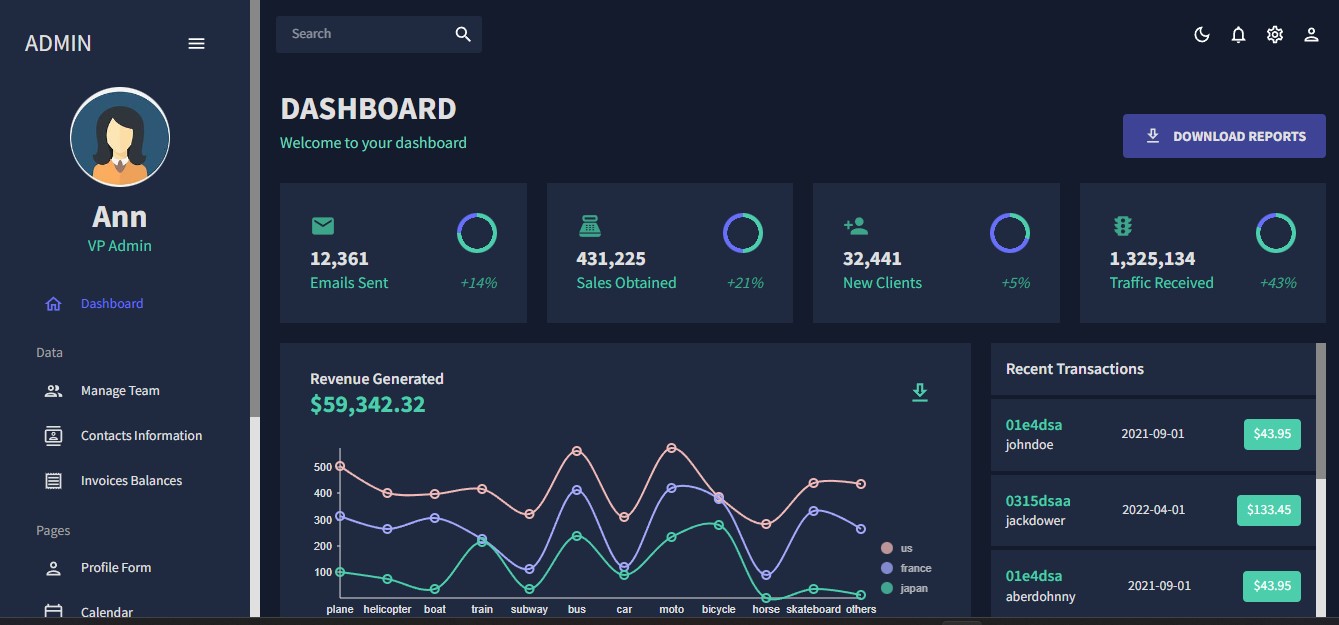 ADMIN
Ann
VP Admin
Dashboard
Data
Manage Team
Contacts Information
Invoices Balances
Pages
Profile Form
Calendar
Search
DASHBOARD
Welcome to your dashboard
DOWNLOAD REPORTS
12,361
Emails Sent +14%
431,225
Sales Obtained +21%
32,441
New Clients +5%
1,325,134
Traffic Received +43%
Revenue Generated
$59,342.32
500
400
300
200
100
plane helicopter boat train subway bus car moto bicycle horse skateboard others
us
france
japan
Recent Transactions
01e4dsa
johndoe
2021-09-01
$43.95
0315dsaa
jackdower
2022-04-01
$133.45
01e4dsa
aberdohnny
2021-09-01
$43.95